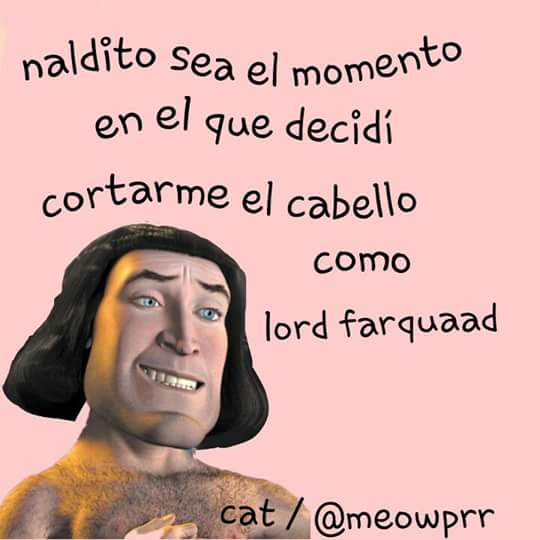 naldito sea el momento
en el que decidí
cortarme el cabello
como
lord farquaad
cat / @meowprr